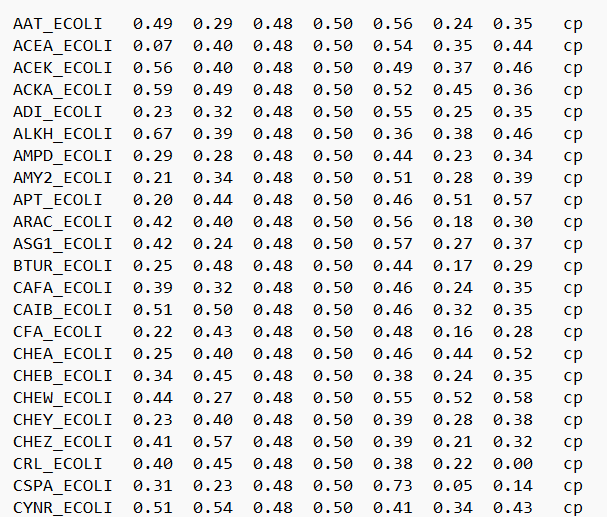 AAT_ECOLI 0.49 0.29 0.48 0.50 0.56 0.24 0.35 cp
ACEA_ECOLI 0.07 0.40 0.48 0.50 0.54 0.35 0.44 cp
ACEK_ECOLI 0.56 0.40 0.48 0.50 0.49 0.37 0.46 cp
ACKA_ECOLI 0.59 0.49 0.48 0.50 0.52 0.45 0.36 cp
ADI_ECOLI 0.23 0.32 0.48 0.50 0.55 0.25 0.35 cp
ALKH_ECOLI 0.67 0.39 0.48 0.50 0.36 0.38 0.46 cp
AMPD_ECOLI 0.29 0.28 0.48 0.50 0.44 0.23 0.34 cp
AMY2_ECOLI 0.21 0.34 0.48 0.50 0.51 0.28 0.39 cp
APT_ECOLI 0.20 0.44 0.48 0.50 0.46 0.51 0.57 cp
ARAC_ECOLI 0.42 0.40 0.48 0.50 0.56 0.18 0.30 cp
ASG1_ECOLI 0.42 0.24 0.48 0.50 0.57 0.27 0.37 cp
BTUR_ECOLI 0.25 0.48 0.48 0.50 0.44 0.17 0.29 cp
CAFA_ECOLI 0.39 0.32 0.48 0.50 0.46 0.24 0.35 cp
CAIB_ECOLI 0.51 0.50 0.48 0.50 0.46 0.32 0.35 cp
CFA_ECOLI 0.22 0.43 0.48 0.50 0.48 0.16 0.28 cp
CHEA_ECOLI 0.25 0.40 0.48 0.50 0.46 0.44 0.52 cp
CHEB_ECOLI 0.34 0.45 0.48 0.50 0.38 0.24 0.35 cp
CHEW_ECOLI 0.44 0.27 0.48 0.50 0.55 0.52 0.58 cp
CHEY_ECOLI 0.23 0.40 0.48 0.50 0.39 0.28 0.38 cp
CHEZ_ECOLI 0.41 0.57 0.48 0.50 0.39 0.21 0.32 cp
CRL_ECOLI 0.40 0.45 0.48 0.50 0.38 0.22 0.00 cp
CSPA_ECOLI 0.31 0.23 0.48 0.50 0.73 0.05 0.14 cp
CYNR_ECOLI 0.51 0.54 0.48 0.50 0.41 0.34 0.43 cp